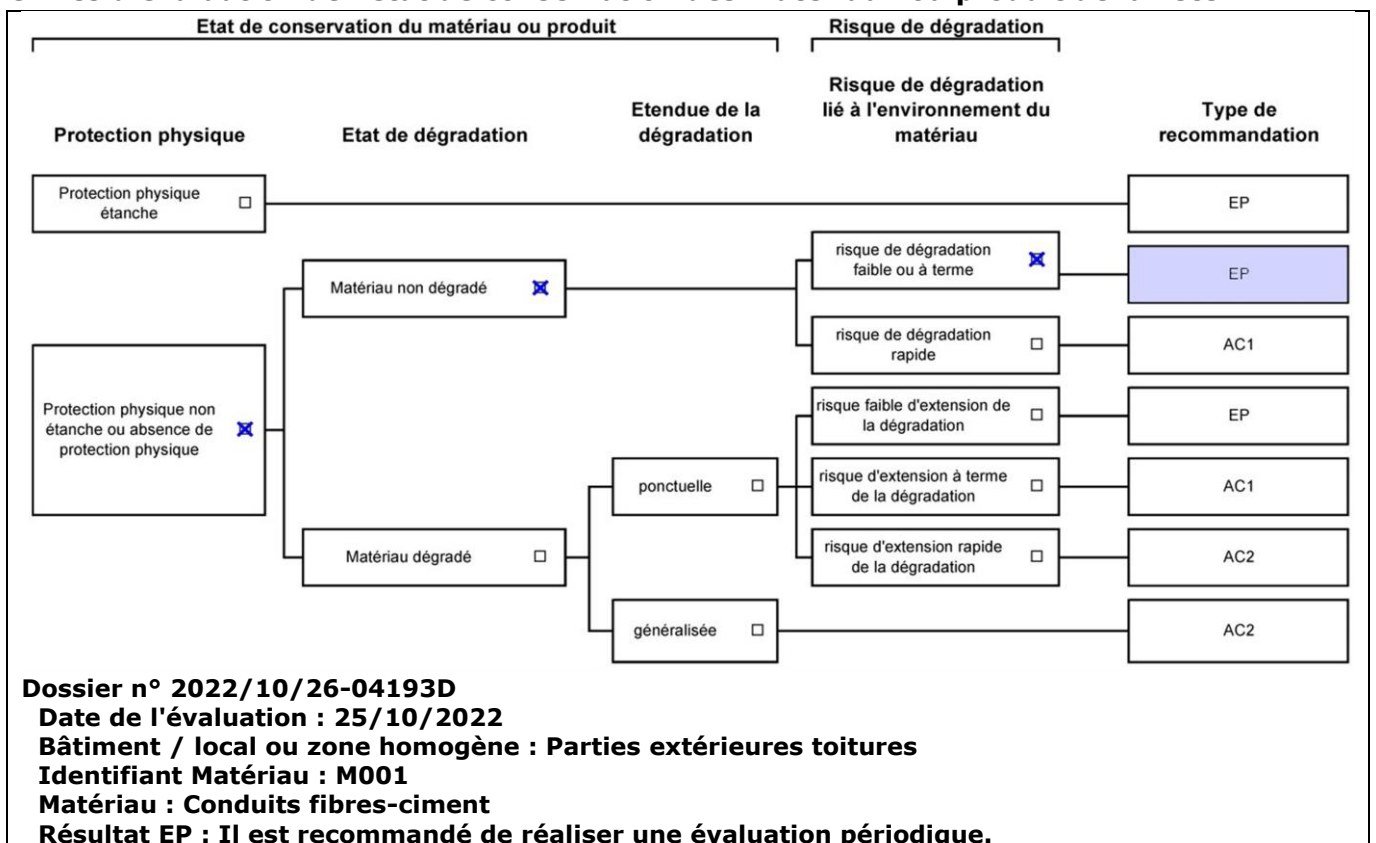 Etat de conservation du matériau ou produit
Risque de dégradation
Protection physique
Etat de dégradation
Etendue de la
dégradation
Risque de dégradation
lié à l'environnement du
matériau
Type de
recommandation
Protection physique
étanche
EP
risque de dégradation
faible ou à terme
EP
Matériau non dégradé
risque de dégradation
rapide
AC1
Protection physique non
étanche ou absence de
protection physique
risque faible d'extension de
la dégradation
EP
ponctuelle
risque d'extension à terme
de la dégradation
AC1
Matériau dégradé
risque d'extension rapide
de la dégradation
AC2
généralisée
AC2
Dossier n° 2022/10/26-04193D
Date de l'évaluation : 25/10/2022
Bâtiment / local ou zone homogène : Parties extérieures toitures
Identifiant Matériau : M001
Matériau : Conduits fibres-ciment
Résultat EP : Il est recommandé de réaliser une évaluation périodique.